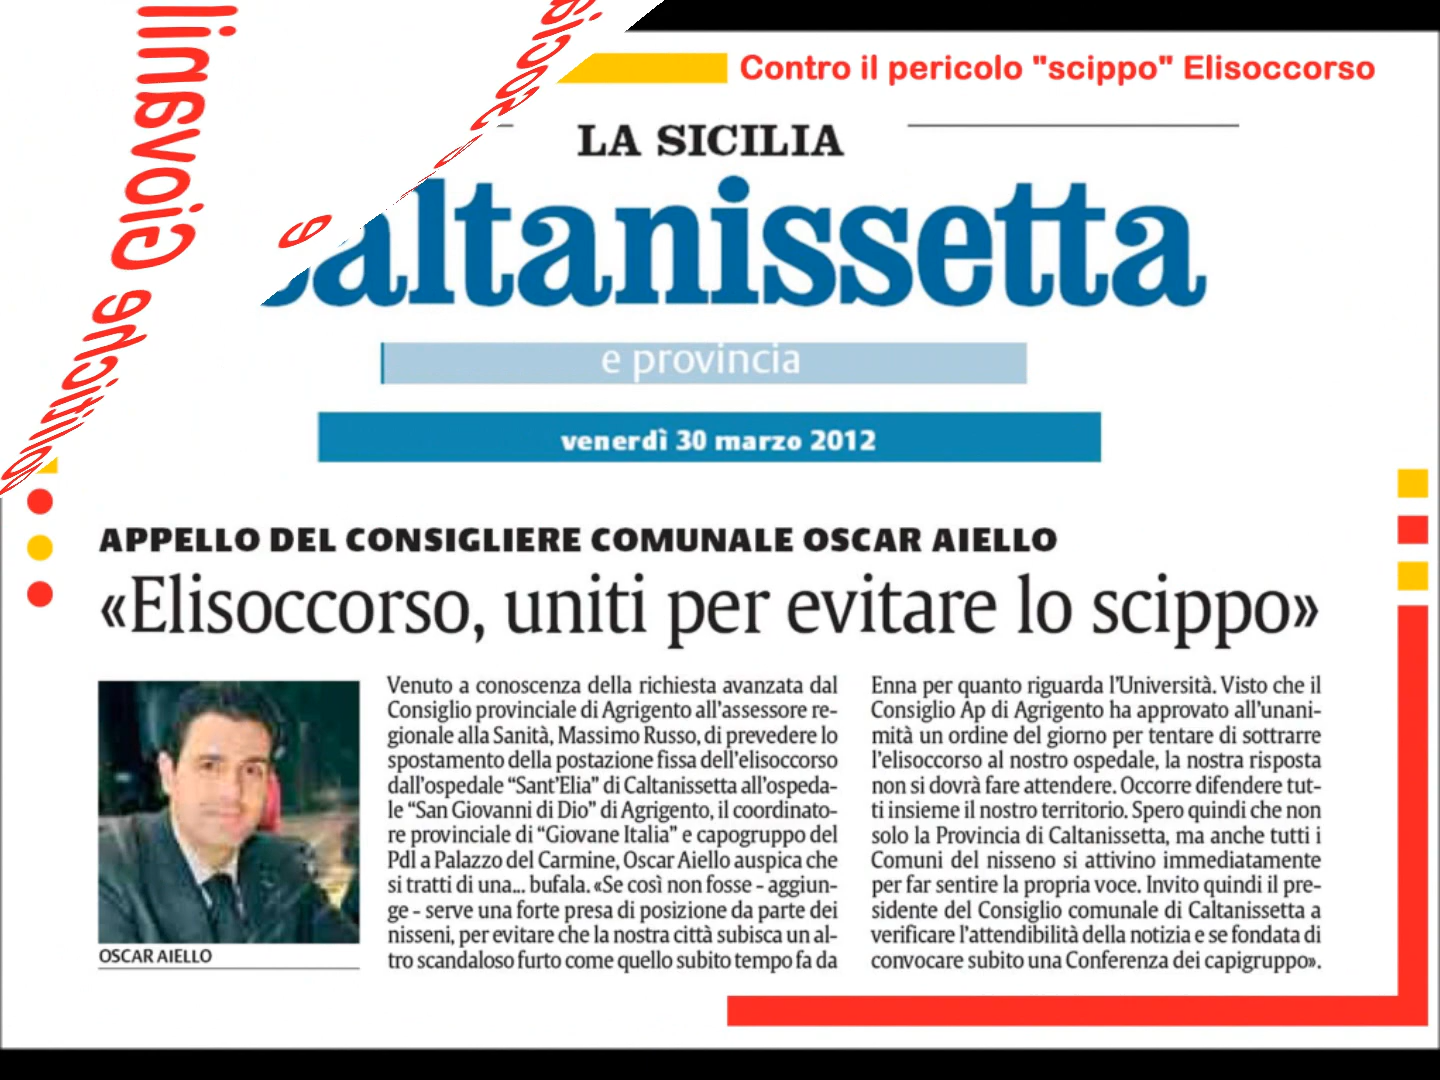 Contro il pericolo "scippo" Elisoccorso
LA SICILIA
altanissetta
e provincia
venerdì 30 marzo 2012
APPELLO DEL CONSIGLIERE COMUNALE OSCAR AIELLO
«Elisoccorso, uniti per evitare lo scippo»
Venuto a conoscenza della richiesta avanzata dal
Consiglio provinciale di Agrigento all'assessore re-
gionale alla Sanità, Massimo Russo, di prevedere lo
spostamento della postazione fissa dell'elisoccorso
dall'ospedale "Sant'Elia" di Caltanissetta all'ospeda-
le "San Giovanni di Dio" di Agrigento, il coordinato-
re provinciale di "Giovane Italia" e capogruppo del
Pdl a Palazzo del Carmine, Oscar Aiello auspica che
si tratti di una... bufala. «Se così non fosse - aggiun-
ge - serve una forte presa di posizione da parte dei
nisseni, per evitare che la nostra città subisca un al-
tro scandaloso furto come quello subito tempo fa da
Enna per quanto riguarda l'Università. Visto che il
Consiglio Ap di Agrigento ha approvato all'unani-
mità un ordine del giorno per tentare di sottrarre
l'elisoccorso al nostro ospedale, la nostra risposta
non si dovrà fare attendere. Occorre difendere tut-
ti insieme il nostro territorio. Spero quindi che non
solo la Provincia di Caltanissetta, ma anche tutti i
Comuni del nisseno si attivino immediatamente
per far sentire la propria voce. Invito quindi il pre-
sidente del Consiglio comunale di Caltanissetta a
verificare l'attendibilità della notizia e se fondata di
convocare subito una Conferenza dei capigruppo».
OSCAR AIELLO